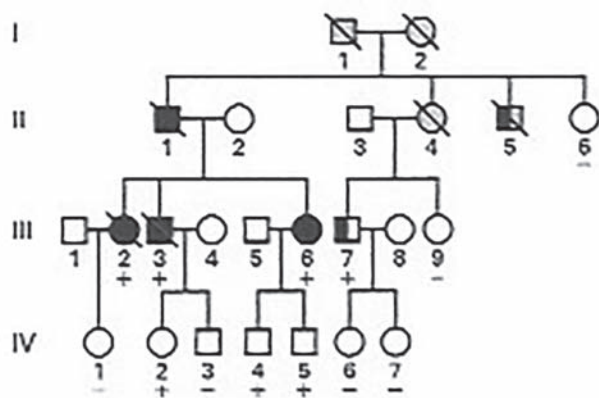 I
1 2
II
1 2 3 4 5 6
−
III
1 2 3 4 5 6 7 8 9
+ + + + −
IV
1 2 3 4 5 6 7
− + − + + − −